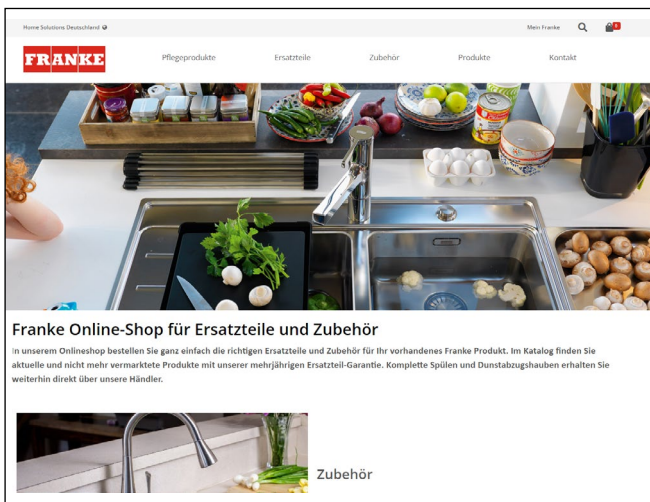 Home Solutions Deutschland
Mein Franke
0
FRANKE
Pflegeprodukte
Ersatzteile
Zubehör
Produkte
Kontakt
Franke Online-Shop für Ersatzteile und Zubehör
In unserem Onlineshop bestellen Sie ganz einfach die richtigen Ersatzteile und Zubehör für Ihr vorhandenes Franke Produkt. Im Katalog finden Sie
aktuelle und nicht mehr vermarktete Produkte mit unserer mehrjährigen Ersatzteil-Garantie. Komplette Spülen und Dunstabzugshauben erhalten Sie
weiterhin direkt über unsere Händler.
Zubehör